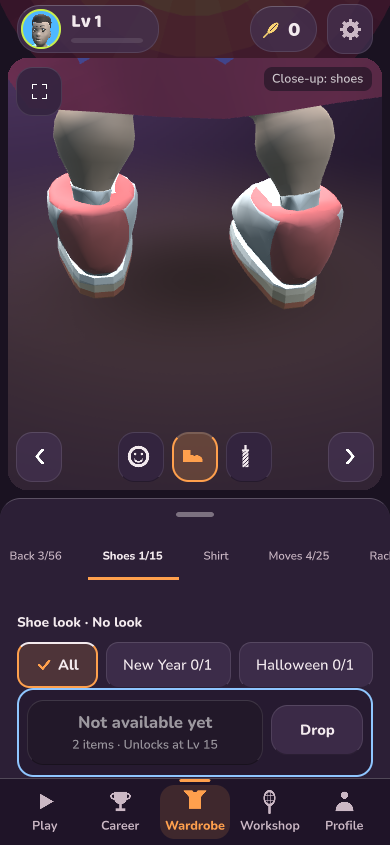 Lv 1
0
Close-up: shoes
Back 3/56
Shoes 1/15
Shirt
Moves 4/25
Shoe look · No look
All
New Year 0/1
Halloween 0/1
Not available yet
2 items · Unlocks at Lv 15
Drop
Play
Career
Wardrobe
Workshop
Profile